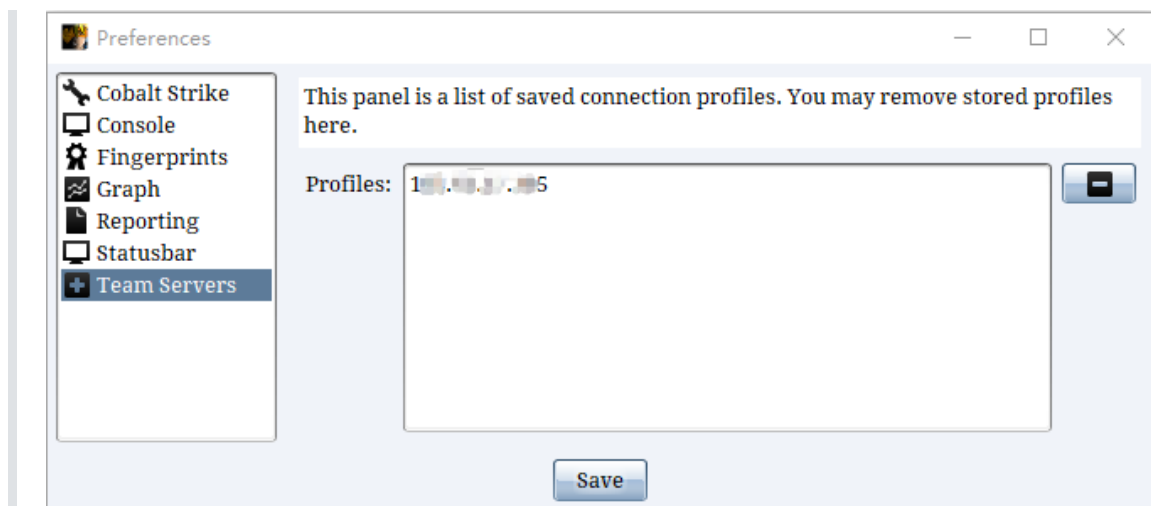 Preferences
Cobalt Strike
Console
Fingerprints
Graph
Reporting
Statusbar
Team Servers
This panel is a list of saved connection profiles. You may remove stored profiles
here.
Profiles:
Save